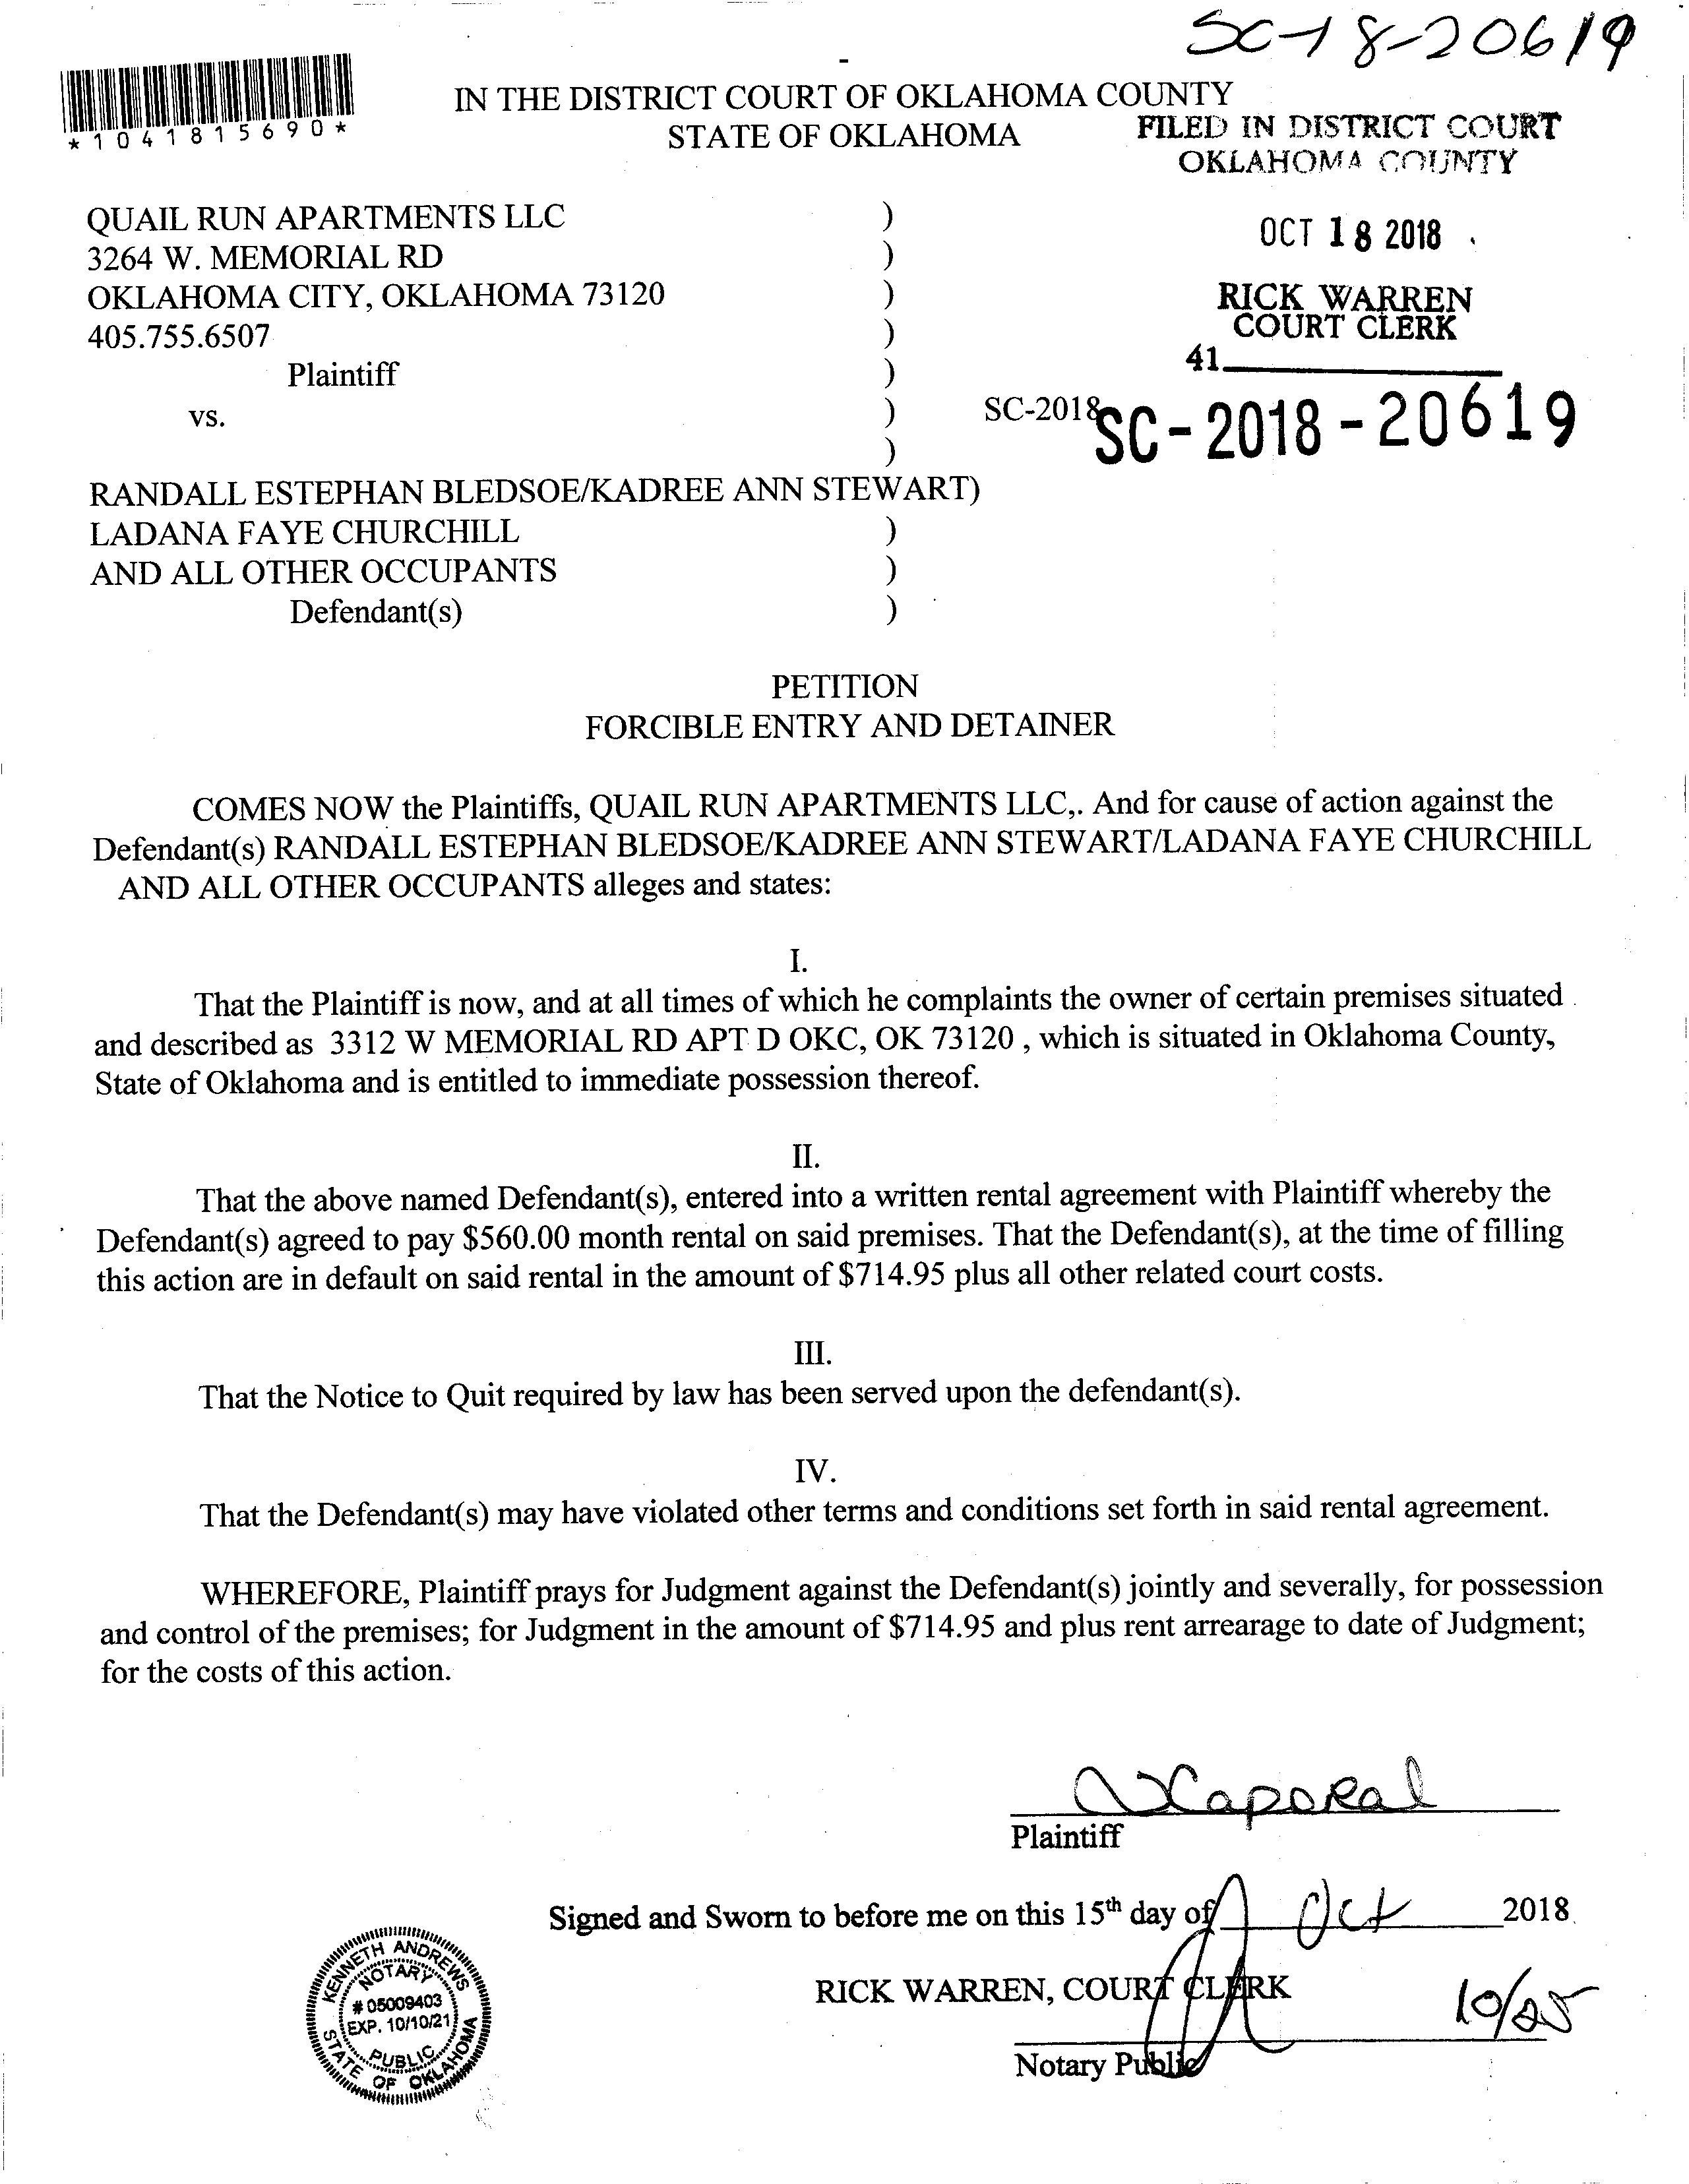 SC-18-20619
*1041815690*
IN THE DISTRICT COURT OF OKLAHOMA COUNTY
STATE OF OKLAHOMA
FILED IN DISTRICT COURT
OKLAHOMA COUNTY
QUAIL RUN APARTMENTS LLC )
3264 W. MEMORIAL RD )
OCT 18 2018
OKLAHOMA CITY, OKLAHOMA 73120 )
405.755.6507 )
RICK WARREN
COURT CLERK
41
Plaintiff )
vs. ) SC-2018
SC-2018-20619
)
RANDALL ESTEPHAN BLEDSOE/KADREE ANN STEWART)
LADANA FAYE CHURCHILL )
AND ALL OTHER OCCUPANTS )
Defendant(s) )
PETITION
FORCIBLE ENTRY AND DETAINER
COMES NOW the Plaintiffs, QUAIL RUN APARTMENTS LLC,. And for cause of action against the
Defendant(s) RANDALL ESTEPHAN BLEDSOE/KADREE ANN STEWART/LADANA FAYE CHURCHILL
AND ALL OTHER OCCUPANTS alleges and states:
I.
That the Plaintiff is now, and at all times of which he complaints the owner of certain premises situated
and described as 3312 W MEMORIAL RD APT D OKC, OK 73120 , which is situated in Oklahoma County,
State of Oklahoma and is entitled to immediate possession thereof.
II.
That the above named Defendant(s), entered into a written rental agreement with Plaintiff whereby the
Defendant(s) agreed to pay $560.00 month rental on said premises. That the Defendant(s), at the time of filling
this action are in default on said rental in the amount of $714.95 plus all other related court costs.
III.
That the Notice to Quit required by law has been served upon the defendant(s).
IV.
That the Defendant(s) may have violated other terms and conditions set forth in said rental agreement.
WHEREFORE, Plaintiff prays for Judgment against the Defendant(s) jointly and severally, for possession
and control of the premises; for Judgment in the amount of $714.95 and plus rent arrearage to date of Judgment;
for the costs of this action.
Plaintiff
Signed and Sworn to before me on this 15th day of Oct 2018
RICK WARREN, COURT CLERK
10/25
Notary Public
KENNETH ANDREWS
NOTARY
# 05009403
EXP. 10/10/21
PUBLIC
STATE OF OKLAHOMA